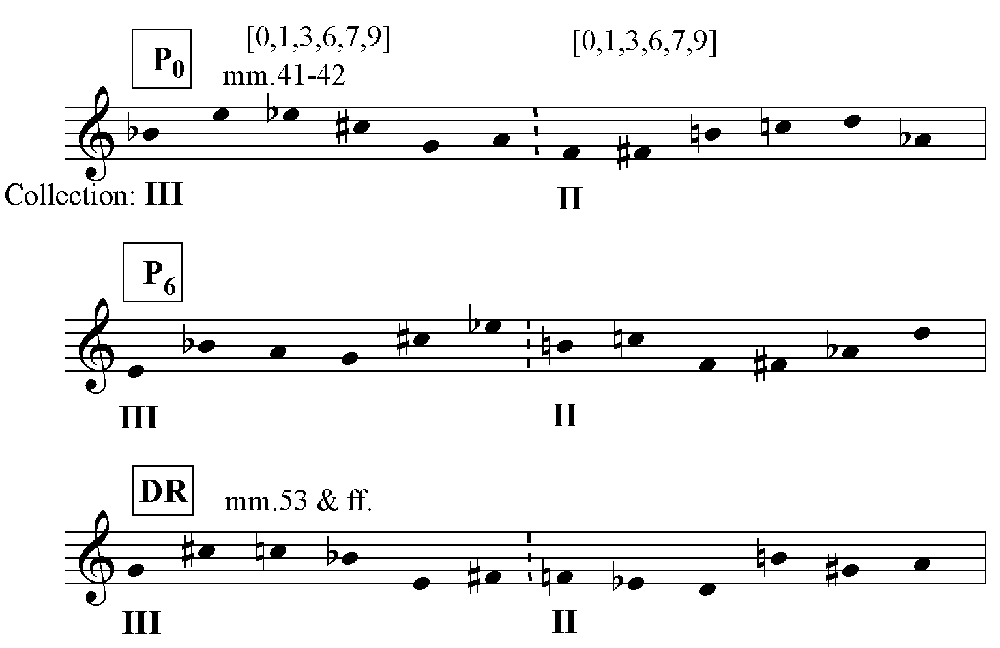 P0 [0,1,3,6,7,9] [0,1,3,6,7,9]
mm.41-42
Collection: III II
P6
III II
DR mm.53 & ff.
III II